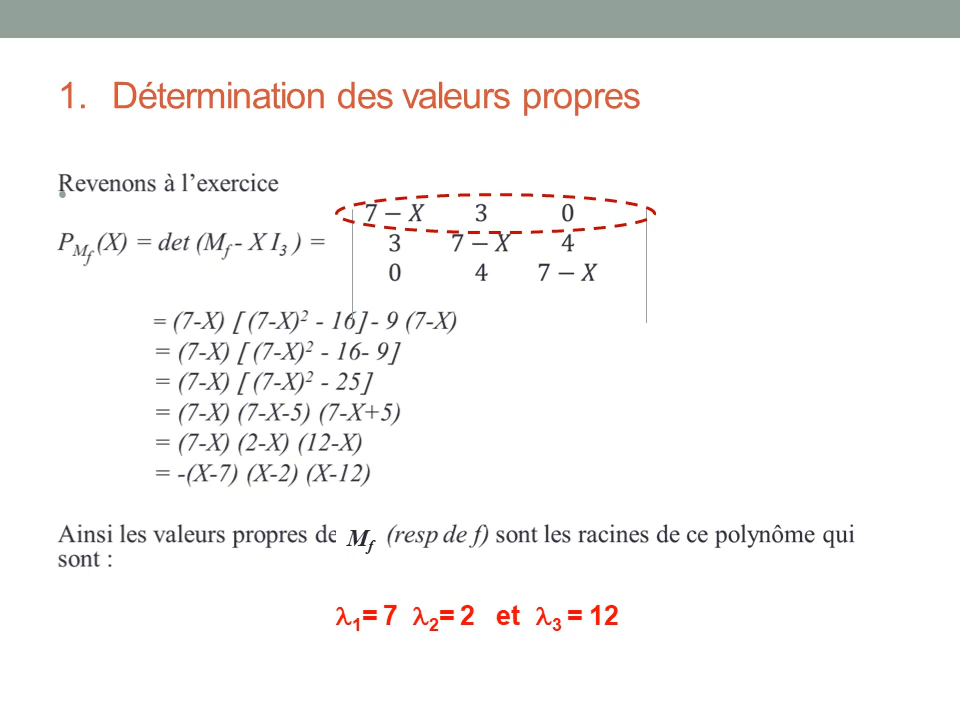 1. Détermination des valeurs propres
Revenons à l'exercice
7 − X 3 0
P_{M_f}(X) = det (M_f - X I_3 ) = 3 7 − X 4
0 4 7 − X
= (7-X) [ (7-X)² - 16] - 9 (7-X)
= (7-X) [ (7-X)² - 16- 9]
= (7-X) [ (7-X)² - 25]
= (7-X) (7-X-5) (7-X+5)
= (7-X) (2-X) (12-X)
= -(X-7) (X-2) (X-12)
Ainsi les valeurs propres de M_f (resp de f) sont les racines de ce polynôme qui
sont :
λ₁= 7 λ₂= 2 et λ₃ = 12